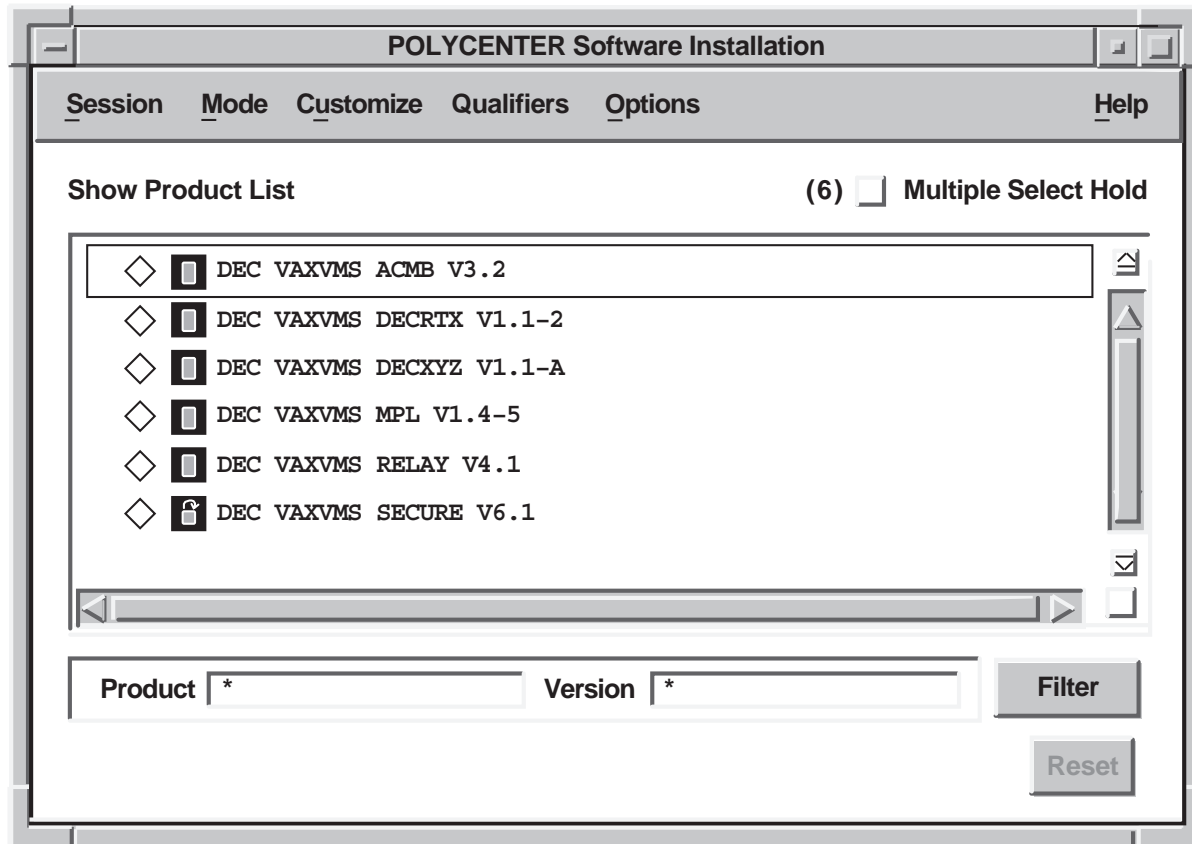 POLYCENTER Software Installation
Session Mode Customize Qualifiers Options Help
Show Product List (6) Multiple Select Hold
DEC VAXVMS ACMB V3.2
DEC VAXVMS DECRTX V1.1-2
DEC VAXVMS DECXYZ V1.1-A
DEC VAXVMS MPL V1.4-5
DEC VAXVMS RELAY V4.1
DEC VAXVMS SECURE V6.1
Product * Version * Filter
Reset